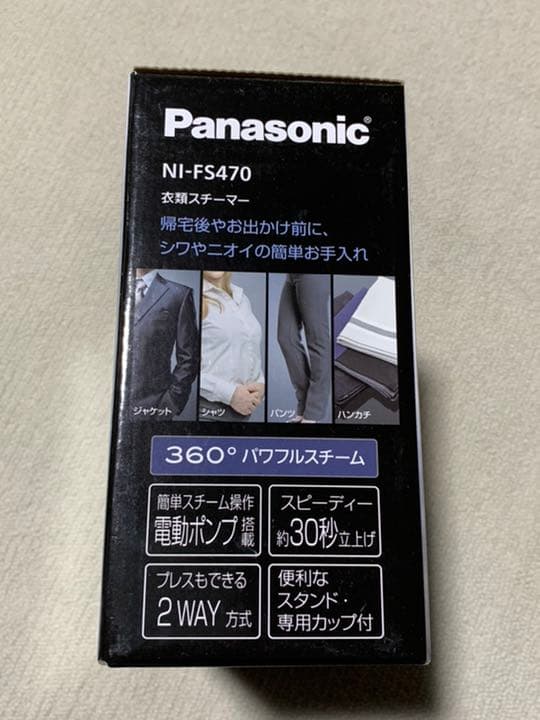 Panasonic®
NI-FS470
衣類スチーマー
帰宅後やお出かけ前に、
シワやニオイの簡単お手入れ
ジャケット
シャツ
パンツ
ハンカチ
360° パワフルスチーム
簡単スチーム操作
電動ポンプ搭載
スピーディー
約30秒立上げ
プレスもできる
2 WAY 方式
便利な
スタンド・
専用カップ付